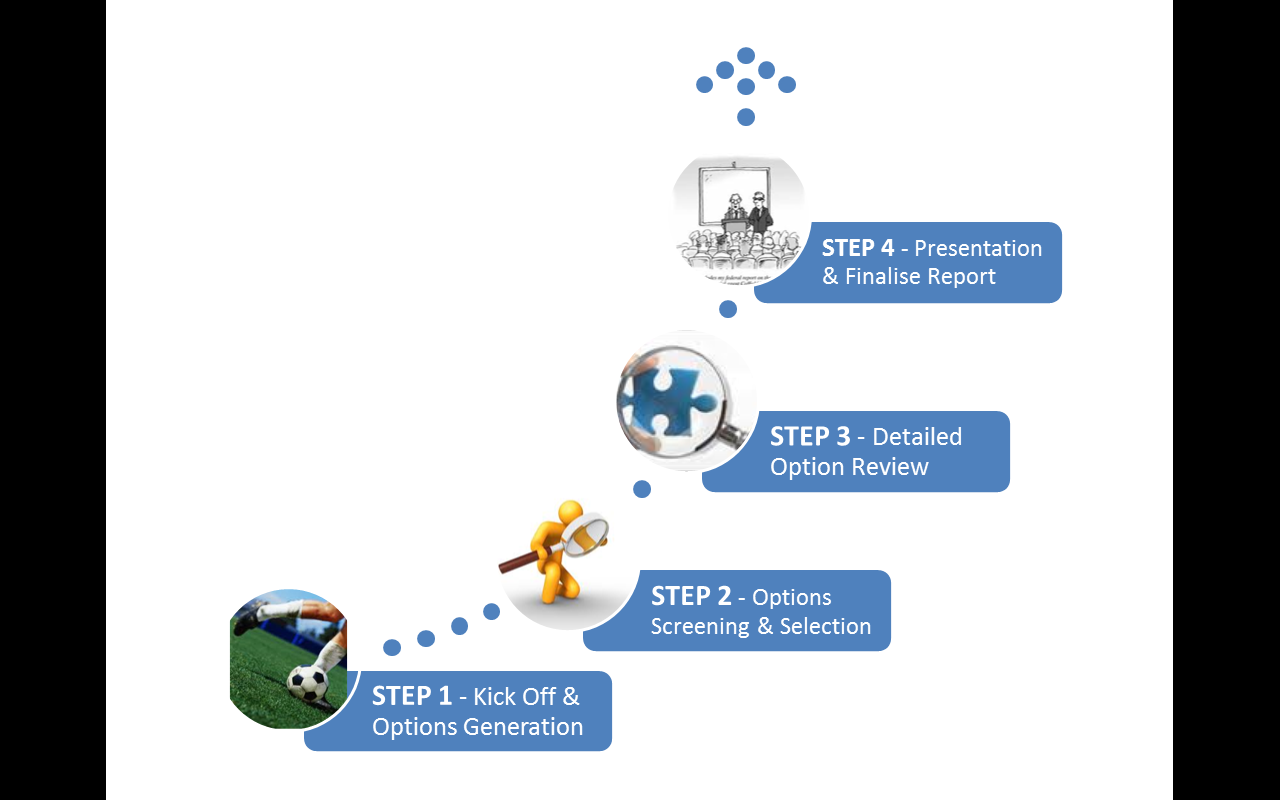 STEP 4 - Presentation
& Finalise Report
STEP 3 - Detailed
Option Review
STEP 2 - Options
Screening & Selection
STEP 1 - Kick Off &
Options Generation